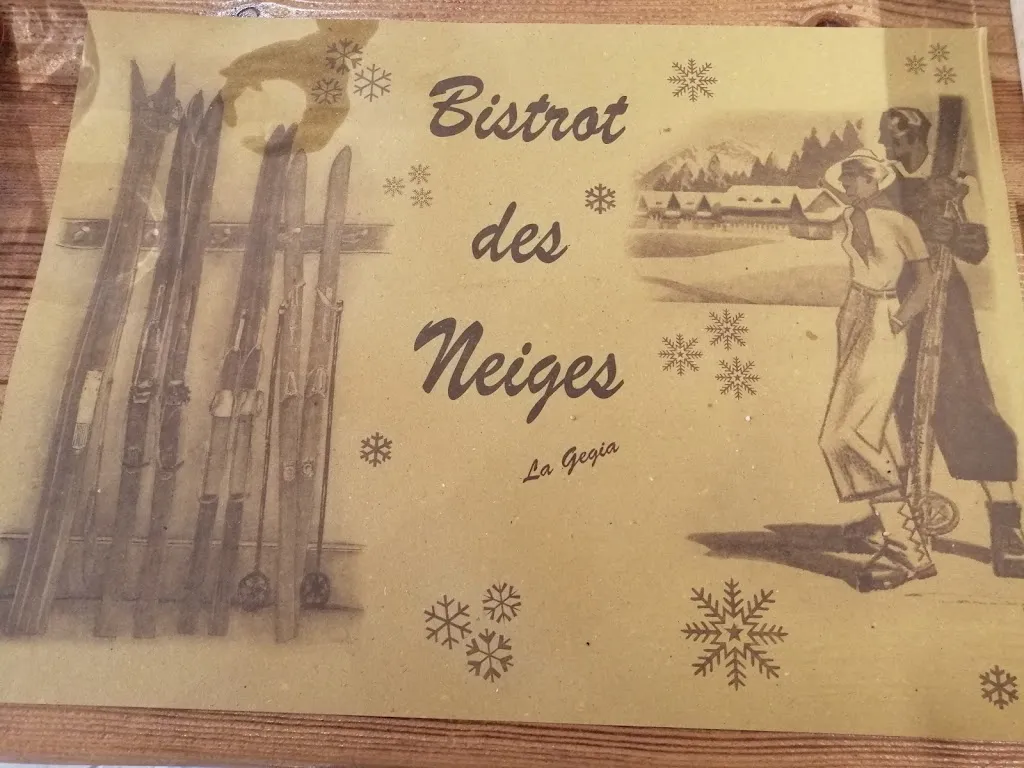 Bistrot
des
Neiges
La Gegia